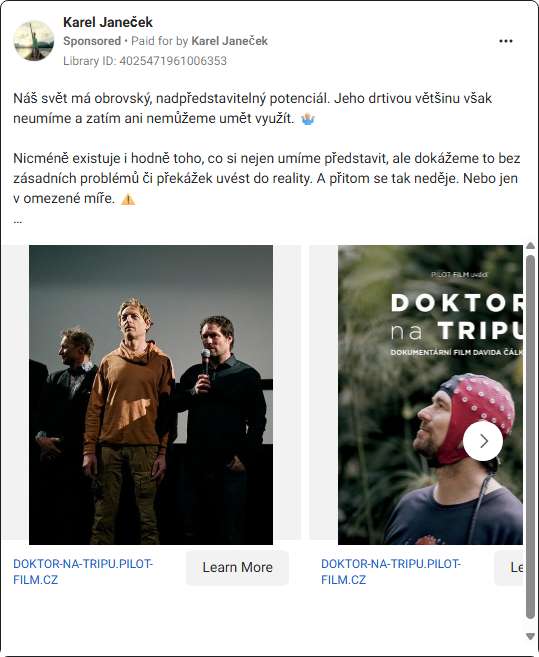 Karel Janeček
Sponsored • Paid for by Karel Janeček
Library ID: 4025471961006353
Náš svět má obrovský, nadpředstavitelný potenciál. Jeho drtivou většinu však
neumíme a zatím ani nemůžeme umět využít. 🤷
Nicméně existuje i hodně toho, co si nejen umíme představit, ale dokážeme to bez
zásadních problémů či překážek uvést do reality. A přitom se tak neděje. Nebo jen
v omezené míře. ⚠️
...
PILOT FILM uvádí
DOKTOR
na TRIPU
DOKUMENTÁRNÍ FILM DAVIDA ČÁLK
DOKTOR-NA-TRIPU.PILOT-
FILM.CZ
Learn More
DOKTOR-NA-TRIPU.PILOT-
FILM.CZ
Le